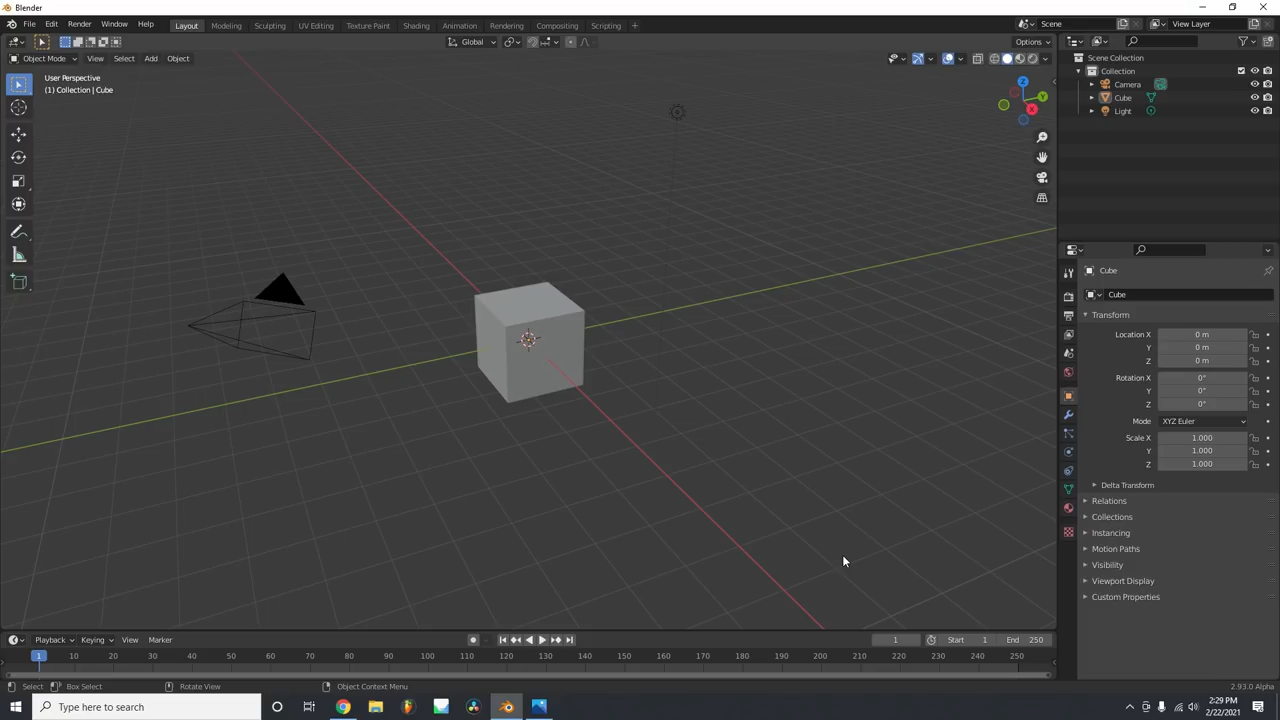 Blender
File Edit Render Window Help
Layout Modeling Sculpting UV Editing Texture Paint Shading Animation Rendering Compositing Scripting +
Scene
View Layer
Global
Options
Object Mode View Select Add Object
User Perspective
(1) Collection | Cube
Z
Y
X
Scene Collection
Collection
Camera
Cube
Light
Cube
Cube
Transform
Location X 0 m
Y 0 m
Z 0 m
Rotation X 0°
Y 0°
Z 0°
Mode XYZ Euler
Scale X 1.000
Y 1.000
Z 1.000
Delta Transform
Relations
Collections
Instancing
Motion Paths
Visibility
Viewport Display
Custom Properties
Playback Keying View Marker
1 Start 1 End 250
1 10 20 30 40 50 60 70 80 90 100 110 120 130 140 150 160 170 180 190 200 210 220 230 240 250
Select Box Select Rotate View Object Context Menu 2.93.0 Alpha
Type here to search
2:29 PM
2/22/2021